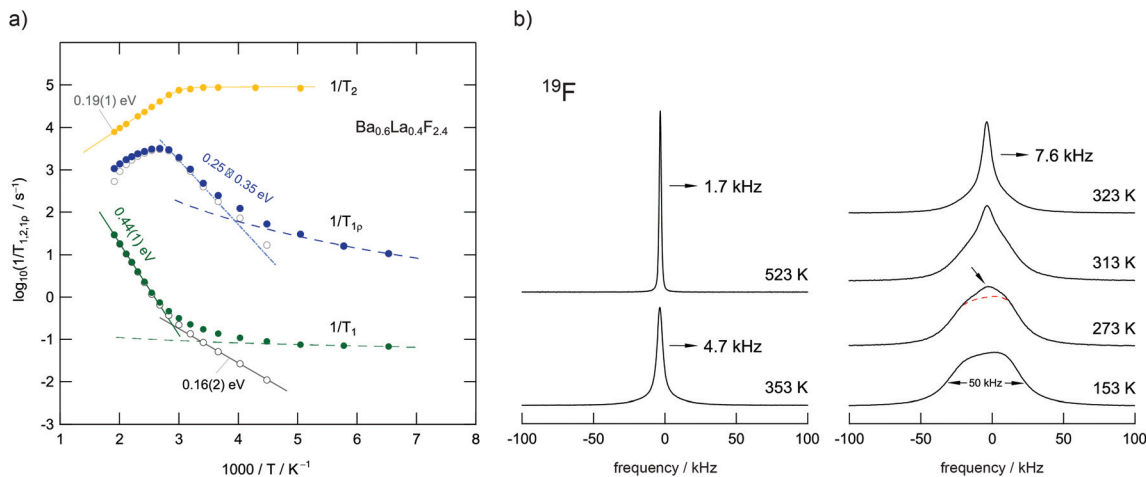 a)
b)
5
4
3
2
1
0
-1
-2
-3
1
2
3
4
5
6
7
8
log₁₀(1/T₁,₂,₁ρ / s⁻¹)
1000 / T / K⁻¹
1/T₂
0.19(1) eV
Ba₀.₆La₀.₄F₂.₄
0.25 ☒ 0.35 eV
1/T₁ρ
0.44(1) eV
1/T₁
0.16(2) eV
¹⁹F
1.7 kHz
523 K
4.7 kHz
353 K
-100
-50
0
50
100
frequency / kHz
7.6 kHz
323 K
313 K
273 K
50 kHz
153 K
-100
-50
0
50
100
frequency / kHz